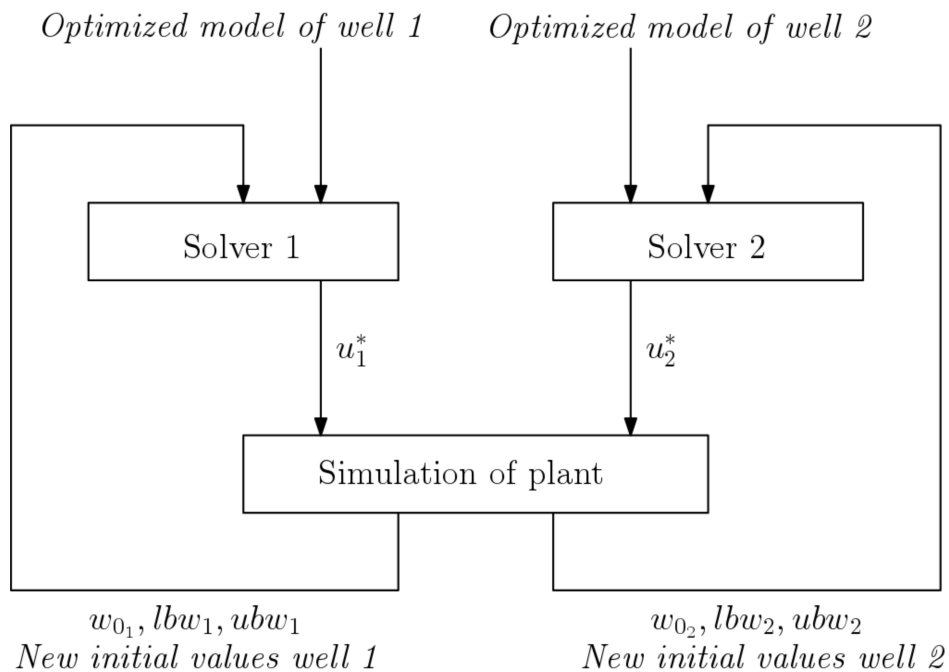 Optimized model of well 1
Optimized model of well 2
Solver 1
Solver 2
u₁*
u₂*
Simulation of plant
w₀₁, lbw₁, ubw₁
New initial values well 1
w₀₂, lbw₂, ubw₂
New initial values well 2